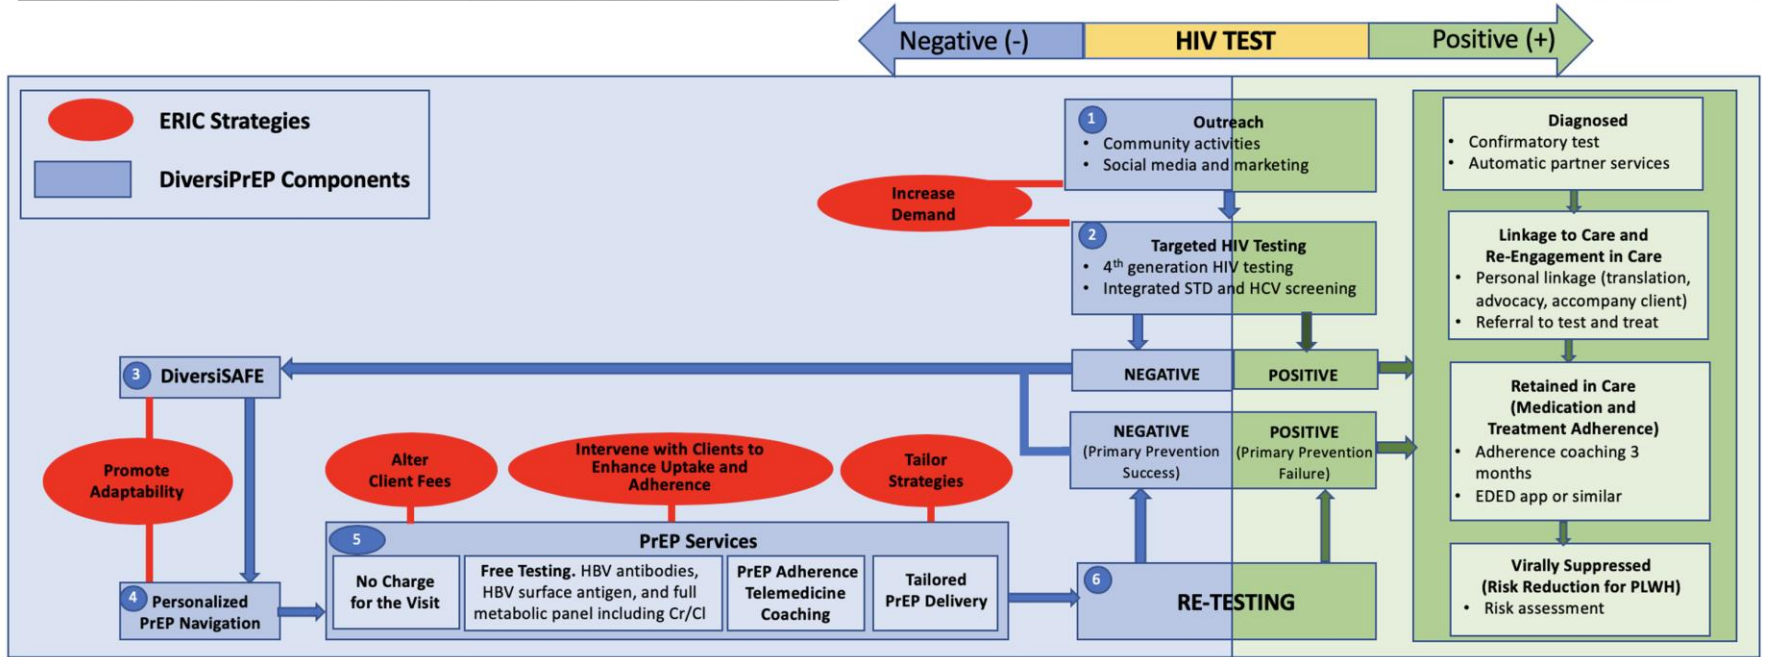 Negative (-)
HIV TEST
Positive (+)
ERIC Strategies
DiversiPrEP Components
1
Outreach
• Community activities
• Social media and marketing
Increase
Demand
2
Targeted HIV Testing
• 4th generation HIV testing
• Integrated STD and HCV screening
NEGATIVE
POSITIVE
NEGATIVE
(Primary Prevention
Success)
POSITIVE
(Primary Prevention
Failure)
3
DiversiSAFE
Promote
Adaptability
4
Personalized
PrEP Navigation
Alter
Client Fees
Intervene with Clients to
Enhance Uptake and
Adherence
Tailor
Strategies
5
PrEP Services
No Charge
for the Visit
Free Testing. HBV antibodies,
HBV surface antigen, and full
metabolic panel including Cr/Cl
PrEP Adherence
Telemedicine
Coaching
Tailored
PrEP Delivery
6
RE-TESTING
Diagnosed
• Confirmatory test
• Automatic partner services
Linkage to Care and
Re-Engagement in Care
• Personal linkage (translation,
advocacy, accompany client)
• Referral to test and treat
Retained in Care
(Medication and
Treatment Adherence)
• Adherence coaching 3
months
• EDED app or similar
Virally Suppressed
(Risk Reduction for PLWH)
• Risk assessment